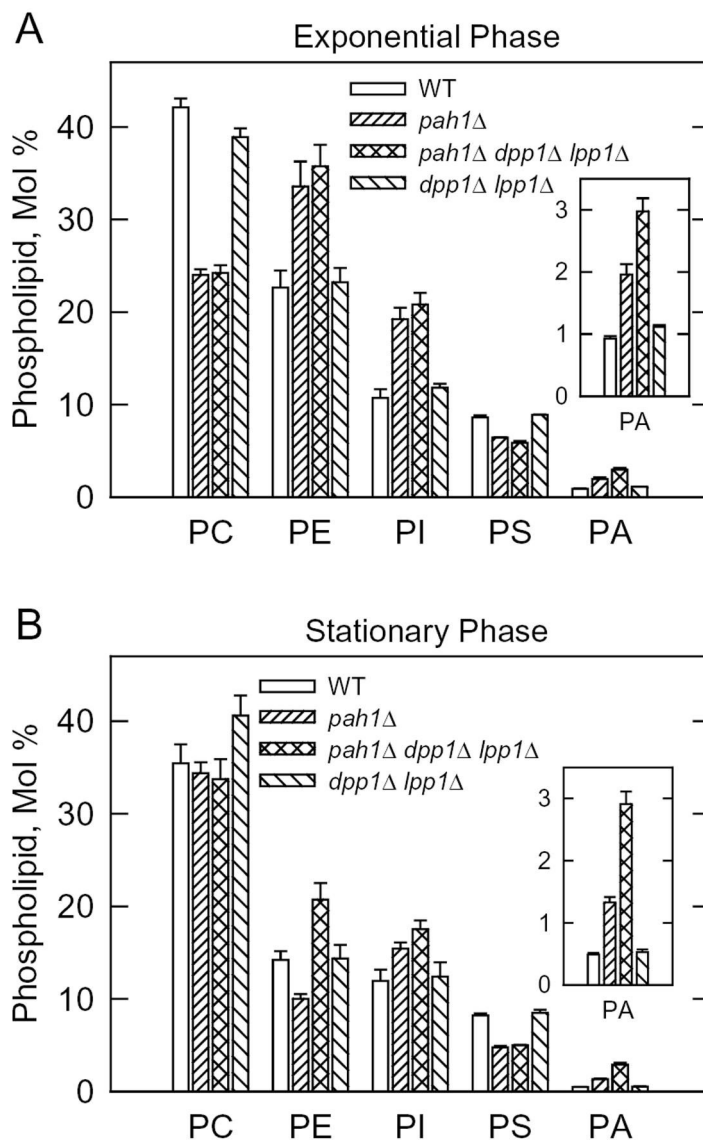 A
Exponential Phase
Phospholipid, Mol %
40
30
20
10
0
WT
pah1Δ
pah1Δ dpp1Δ lpp1Δ
dpp1Δ lpp1Δ
3
2
1
0
PA
PC PE PI PS PA
B
Stationary Phase
Phospholipid, Mol %
40
30
20
10
0
WT
pah1Δ
pah1Δ dpp1Δ lpp1Δ
dpp1Δ lpp1Δ
3
2
1
0
PA
PC PE PI PS PA